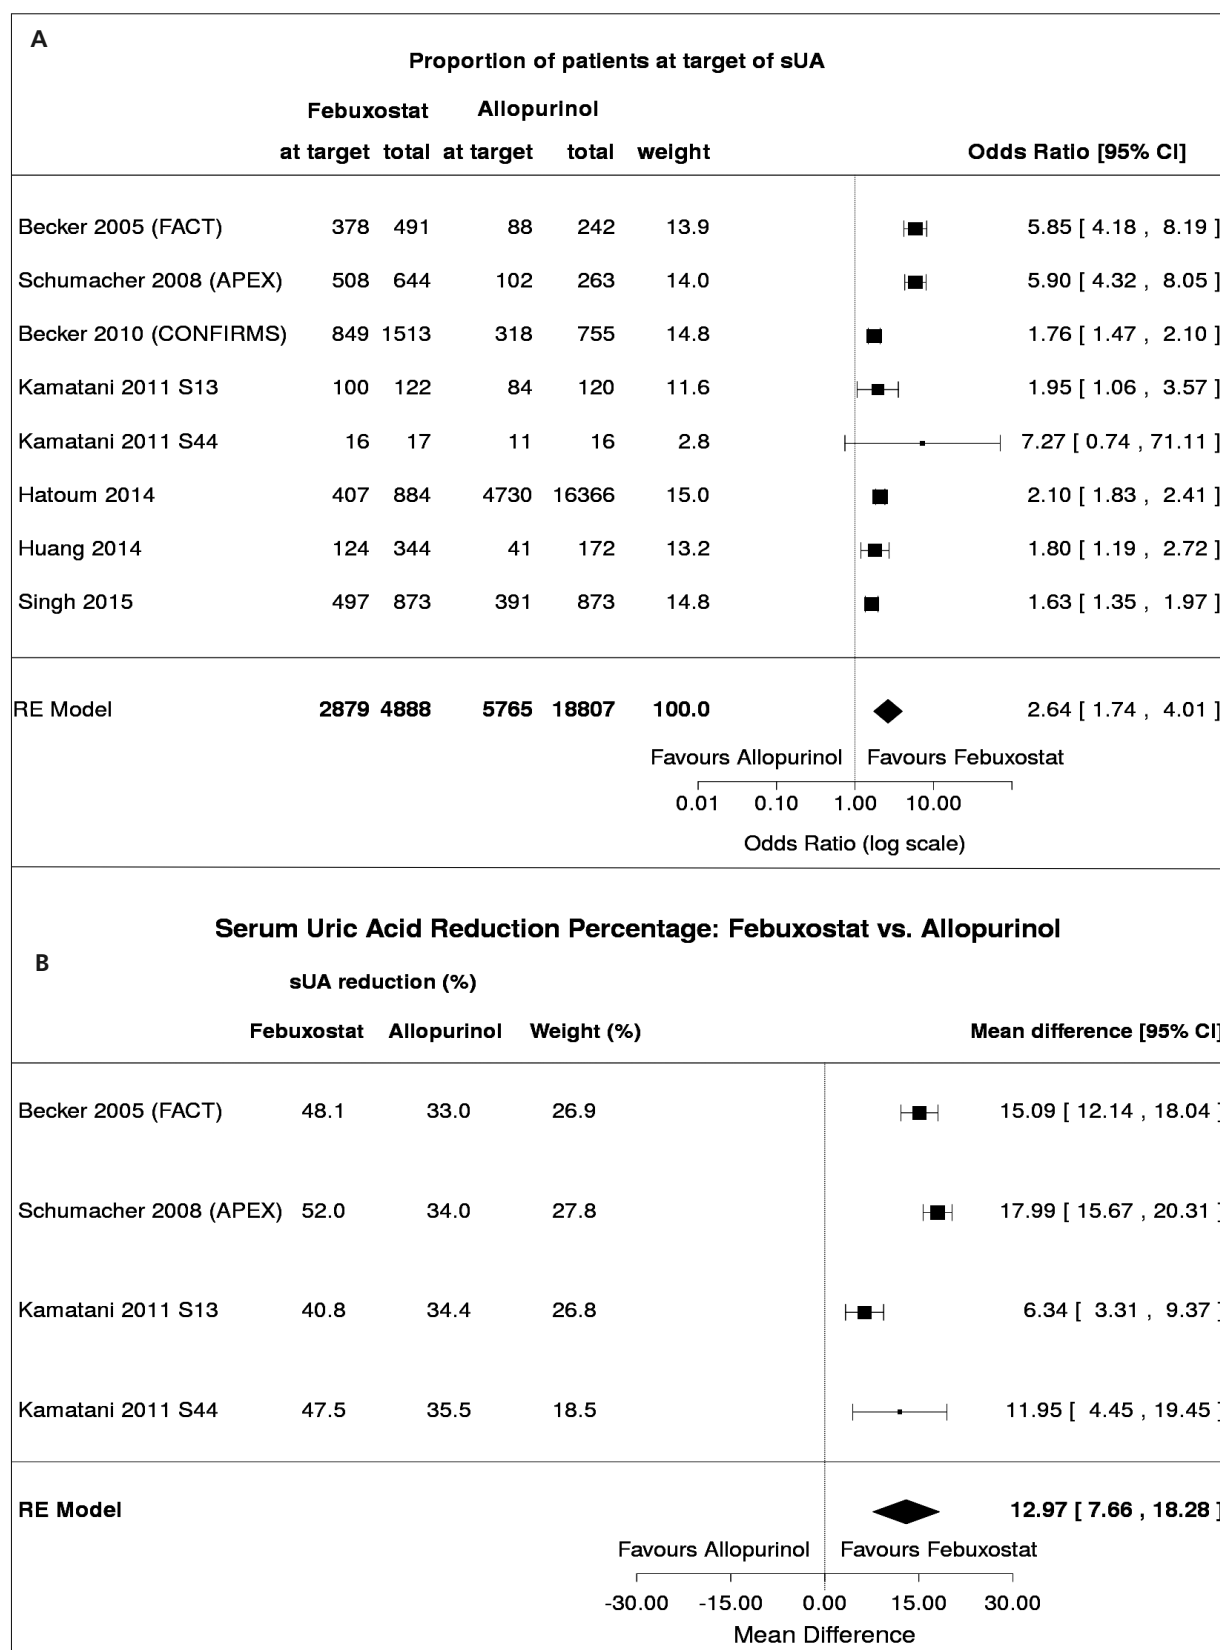 A
Proportion of patients at target of sUA
Febuxostat Allopurinol
at target total at target total weight Odds Ratio [95% CI]
Becker 2005 (FACT) 378 491 88 242 13.9 5.85 [ 4.18 , 8.19 ]
Schumacher 2008 (APEX) 508 644 102 263 14.0 5.90 [ 4.32 , 8.05 ]
Becker 2010 (CONFIRMS) 849 1513 318 755 14.8 1.76 [ 1.47 , 2.10 ]
Kamatani 2011 S13 100 122 84 120 11.6 1.95 [ 1.06 , 3.57 ]
Kamatani 2011 S44 16 17 11 16 2.8 7.27 [ 0.74 , 71.11 ]
Hatoum 2014 407 884 4730 16366 15.0 2.10 [ 1.83 , 2.41 ]
Huang 2014 124 344 41 172 13.2 1.80 [ 1.19 , 2.72 ]
Singh 2015 497 873 391 873 14.8 1.63 [ 1.35 , 1.97 ]
RE Model 2879 4888 5765 18807 100.0 2.64 [ 1.74 , 4.01 ]
Favours Allopurinol Favours Febuxostat
0.01 0.10 1.00 10.00
Odds Ratio (log scale)
Serum Uric Acid Reduction Percentage: Febuxostat vs. Allopurinol
B
sUA reduction (%)
Febuxostat Allopurinol Weight (%) Mean difference [95% CI]
Becker 2005 (FACT) 48.1 33.0 26.9 15.09 [ 12.14 , 18.04 ]
Schumacher 2008 (APEX) 52.0 34.0 27.8 17.99 [ 15.67 , 20.31 ]
Kamatani 2011 S13 40.8 34.4 26.8 6.34 [ 3.31 , 9.37 ]
Kamatani 2011 S44 47.5 35.5 18.5 11.95 [ 4.45 , 19.45 ]
RE Model 12.97 [ 7.66 , 18.28 ]
Favours Allopurinol Favours Febuxostat
-30.00 -15.00 0.00 15.00 30.00
Mean Difference